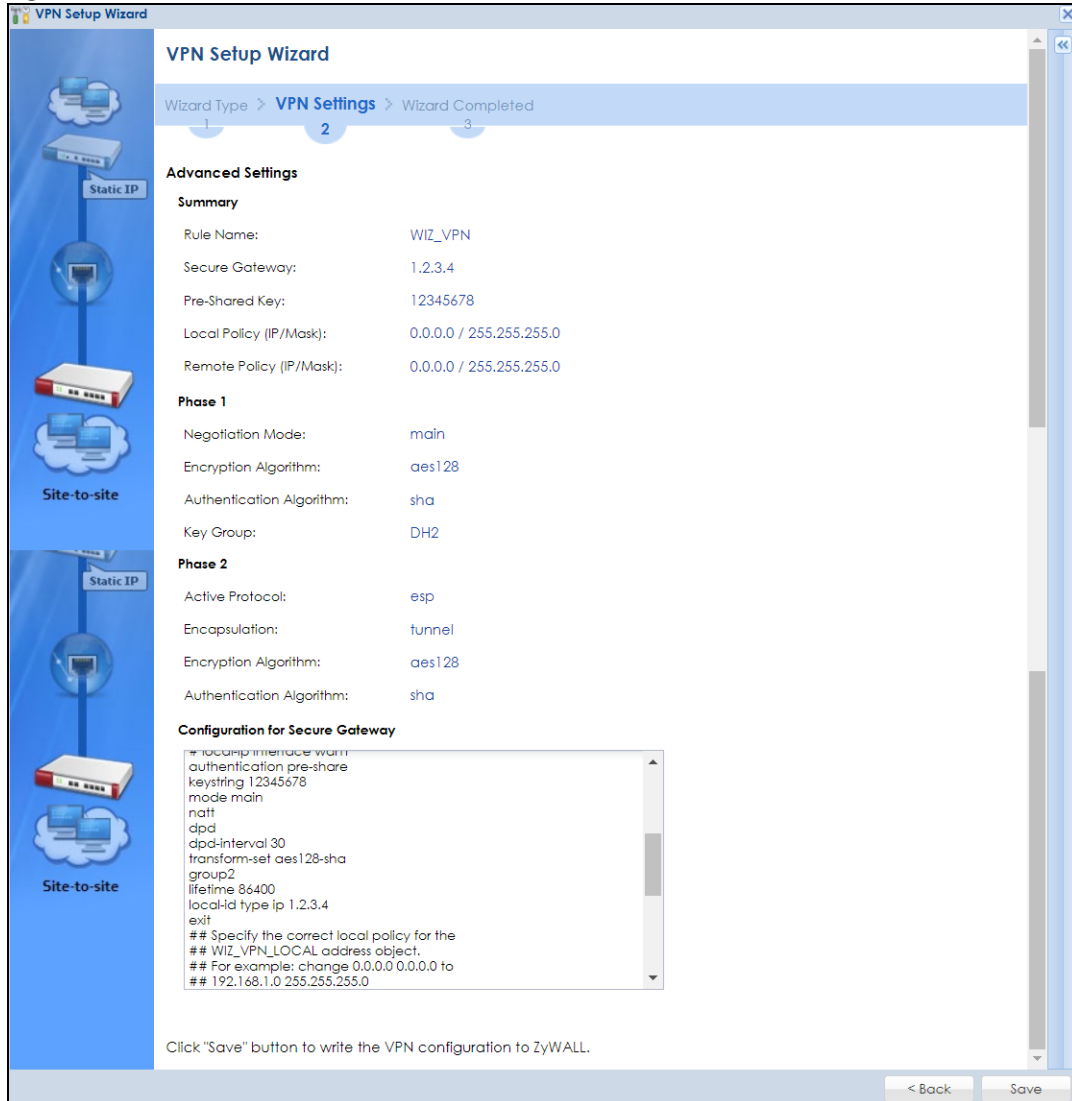 VPN Setup Wizard
VPN Setup Wizard
Wizard Type > VPN Settings > Wizard Completed
1 2 3
Static IP
Site-to-site
Static IP
Site-to-site
Advanced Settings
Summary
Rule Name: WIZ_VPN
Secure Gateway: 1.2.3.4
Pre-Shared Key: 12345678
Local Policy (IP/Mask): 0.0.0.0 / 255.255.255.0
Remote Policy (IP/Mask): 0.0.0.0 / 255.255.255.0
Phase 1
Negotiation Mode: main
Encryption Algorithm: aes128
Authentication Algorithm: sha
Key Group: DH2
Phase 2
Active Protocol: esp
Encapsulation: tunnel
Encryption Algorithm: aes128
Authentication Algorithm: sha
Configuration for Secure Gateway
# local-ip interface wan1
authentication pre-share
keystring 12345678
mode main
natt
dpd
dpd-interval 30
transform-set aes128-sha
group2
lifetime 86400
local-id type ip 1.2.3.4
exit
## Specify the correct local policy for the
## WIZ_VPN_LOCAL address object.
## For example: change 0.0.0.0 0.0.0.0 to
## 192.168.1.0 255.255.255.0
Click "Save" button to write the VPN configuration to ZyWALL.
< Back Save